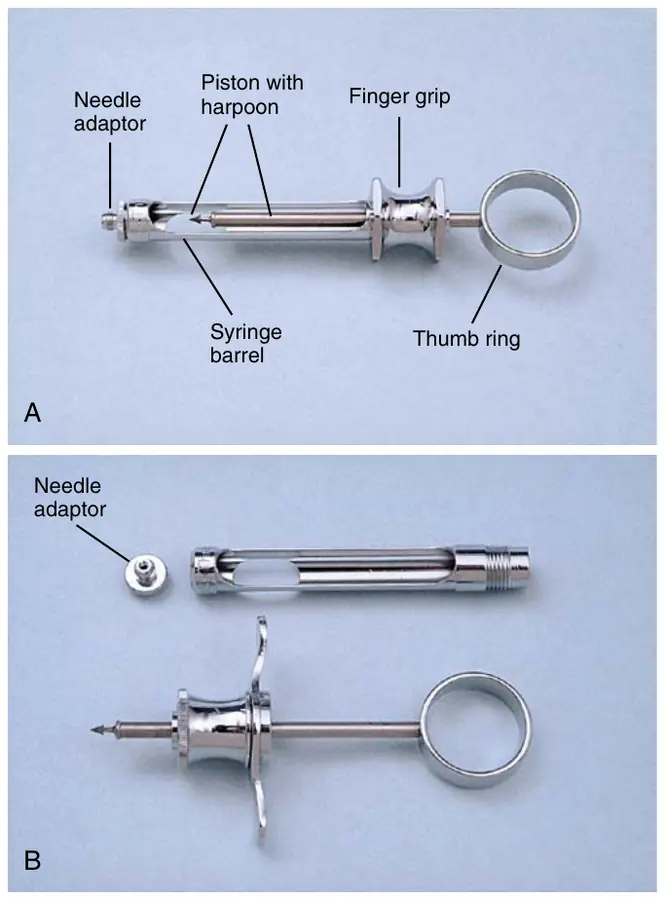 Needle
adaptor
Piston with
harpoon
Finger grip
Syringe
barrel
Thumb ring
A
Needle
adaptor
B